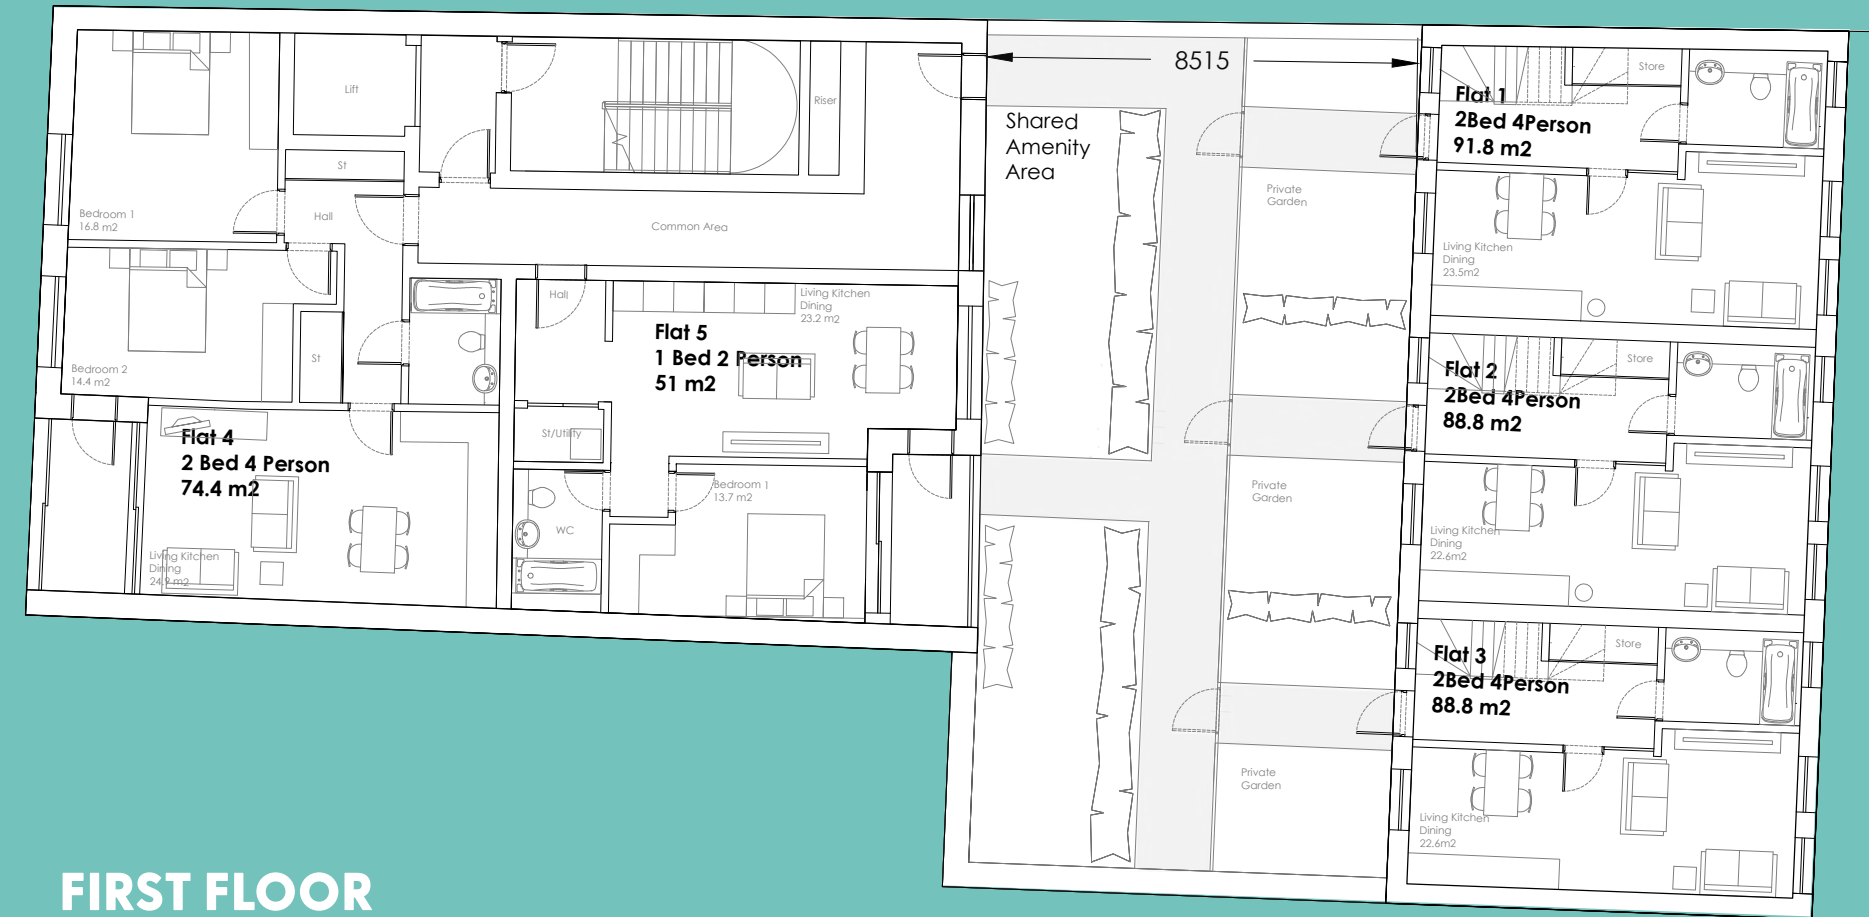 Lift
St
Hall
Bedroom 1
16.8 m2
Riser
Common Area
Bedroom 2
14.4 m2
St
Hall
Living Kitchen
Dining
23.2 m2
Flat 5
1 Bed 2 Person
51 m2
St/Utility
WC
Bedroom 1
13.7 m2
Flat 4
2 Bed 4 Person
74.4 m2
Living Kitchen
Dining
24.9 m2
8515
Shared
Amenity
Area
Private
Garden
Private
Garden
Private
Garden
Flat 1
2Bed 4Person
91.8 m2
Store
Living Kitchen
Dining
23.5m2
Flat 2
2Bed 4Person
88.8 m2
Store
Living Kitchen
Dining
22.6m2
Flat 3
2Bed 4Person
88.8 m2
Store
Living Kitchen
Dining
22.6m2
FIRST FLOOR